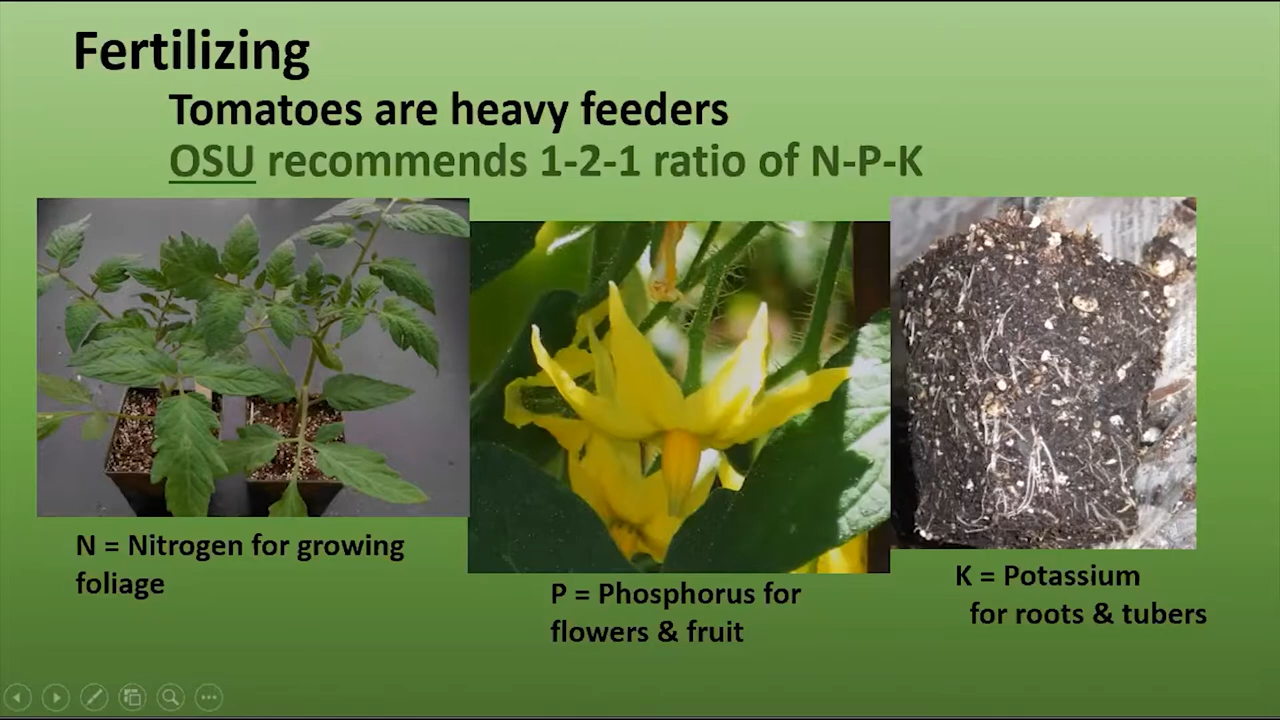 Fertilizing
Tomatoes are heavy feeders
OSU recommends 1-2-1 ratio of N-P-K
N = Nitrogen for growing
foliage
P = Phosphorus for
flowers & fruit
K = Potassium
for roots & tubers